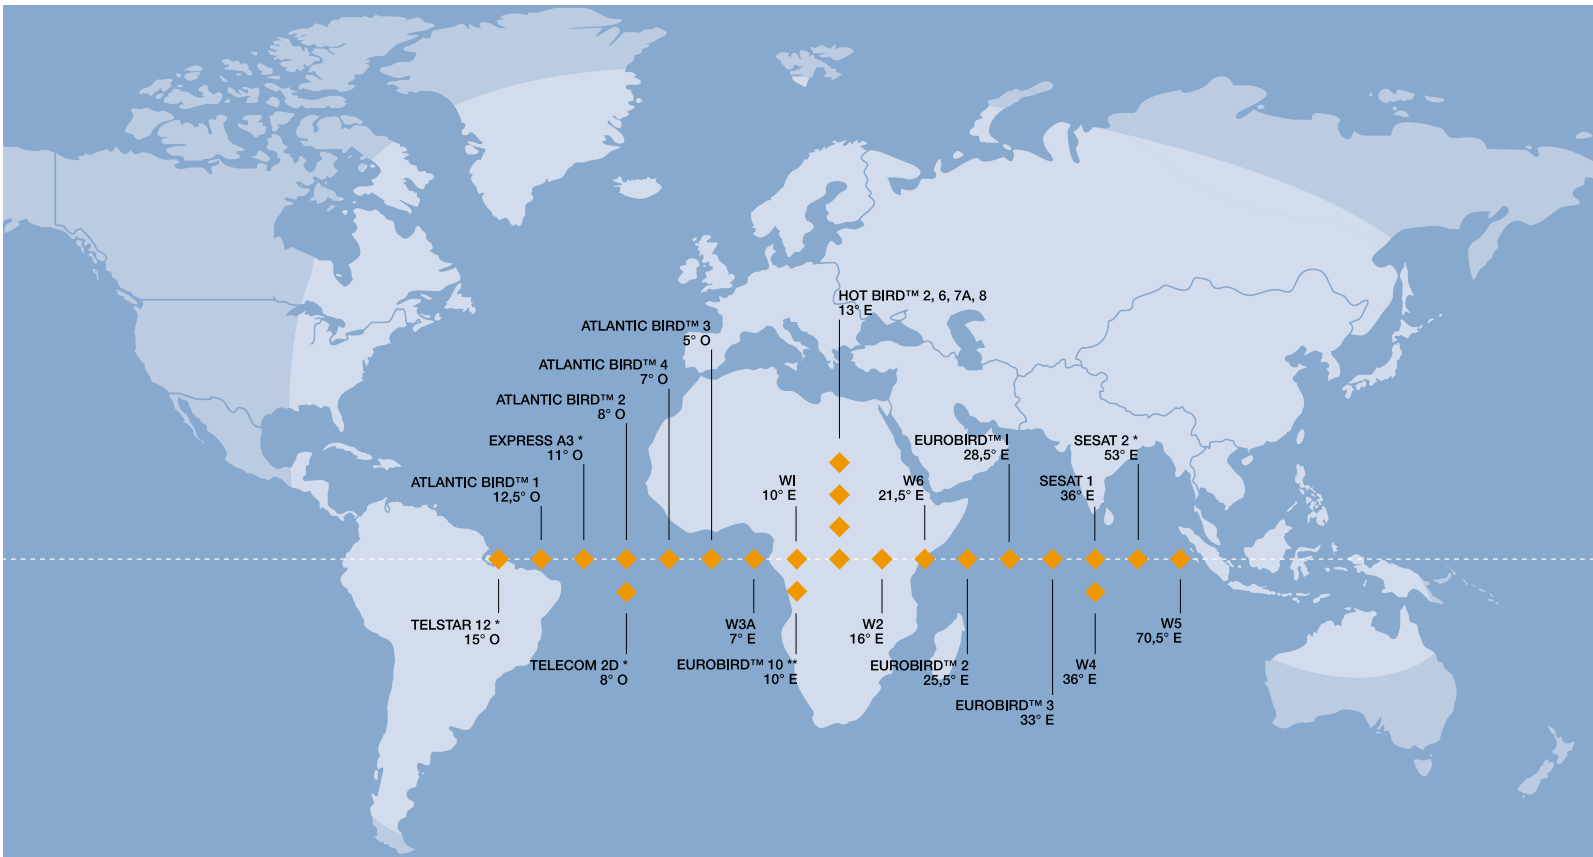 HOT BIRD™ 2, 6, 7A, 8
13° E
ATLANTIC BIRD™ 3
5° O
ATLANTIC BIRD™ 4
7° O
ATLANTIC BIRD™ 2
8° O
EXPRESS A3 *
11° O
EUROBIRD™ I
28,5° E
SESAT 2 *
53° E
ATLANTIC BIRD™ 1
12,5° O
WI
10° E
W6
21,5° E
SESAT 1
36° E
TELSTAR 12 *
15° O
W3A
7° E
W2
16° E
W5
70,5° E
TELECOM 2D *
8° O
EUROBIRD™ 10 **
10° E
EUROBIRD™ 2
25,5° E
W4
36° E
EUROBIRD™ 3
33° E